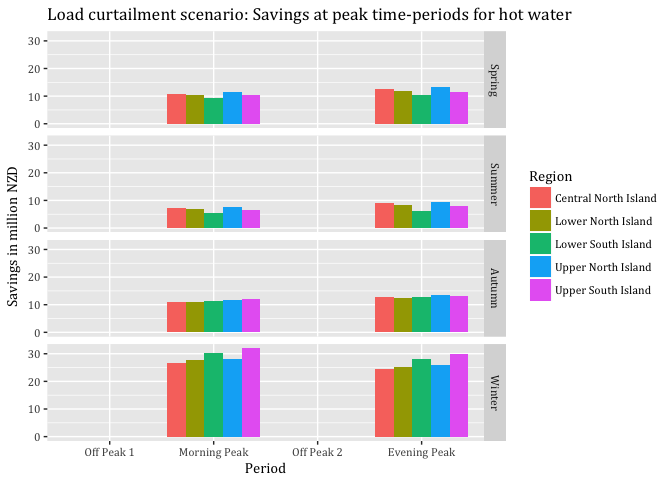 Load curtailment scenario: Savings at peak time-periods for hot water
Savings in million NZD
30
20
10
0
Spring
30
20
10
0
Summer
30
20
10
0
Autumn
30
20
10
0
Winter
Off Peak 1 Morning Peak Off Peak 2 Evening Peak
Period
Region
Central North Island
Lower North Island
Lower South Island
Upper North Island
Upper South Island